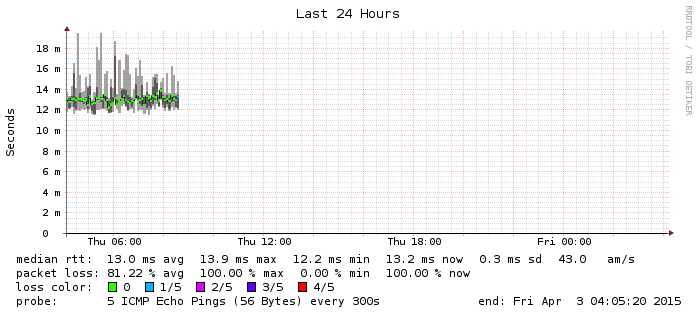 Last 24 Hours
RRDTOOL / TOBI OETIKER
Seconds
18 m
16 m
14 m
12 m
10 m
8 m
6 m
4 m
2 m
0
Thu 06:00 Thu 12:00 Thu 18:00 Fri 00:00
median rtt: 13.0 ms avg 13.9 ms max 12.2 ms min 13.2 ms now 0.3 ms sd 43.0 am/s
packet loss: 81.22 % avg 100.00 % max 0.00 % min 100.00 % now
loss color: 0 1/5 2/5 3/5 4/5
probe: 5 ICMP Echo Pings (56 Bytes) every 300s end: Fri Apr 3 04:05:20 2015